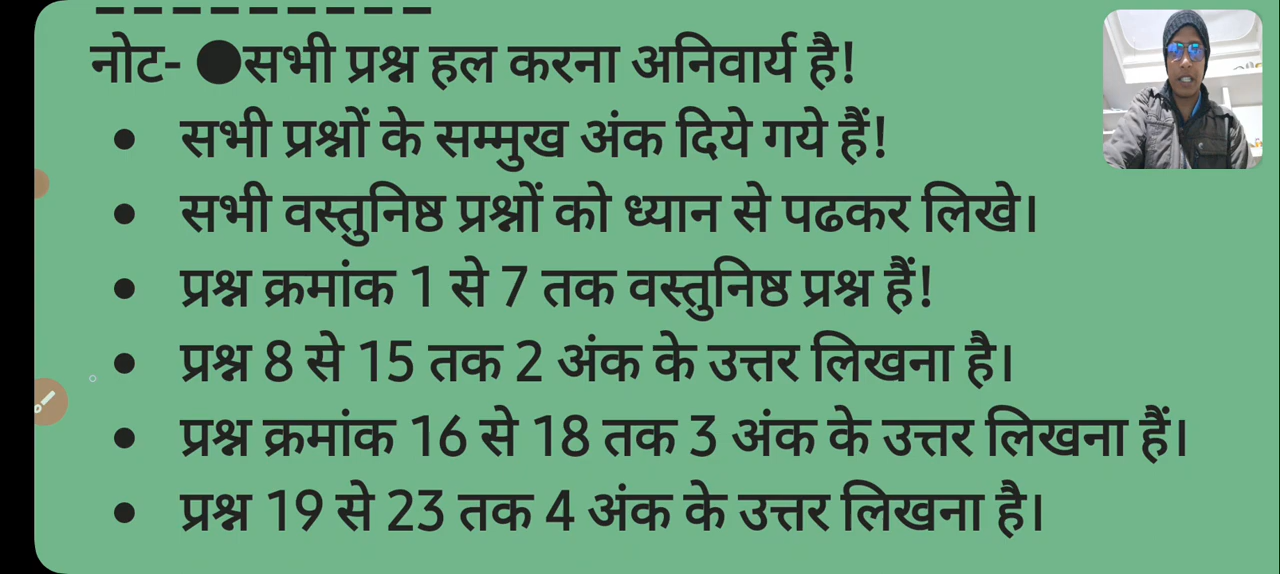 नोट- ●सभी प्रश्न हल करना अनिवार्य है!
● सभी प्रश्नों के सम्मुख अंक दिये गये हैं!
● सभी वस्तुनिष्ठ प्रश्नों को ध्यान से पढकर लिखे।
● प्रश्न क्रमांक 1 से 7 तक वस्तुनिष्ठ प्रश्न हैं!
● प्रश्न 8 से 15 तक 2 अंक के उत्तर लिखना है।
● प्रश्न क्रमांक 16 से 18 तक 3 अंक के उत्तर लिखना हैं।
● प्रश्न 19 से 23 तक 4 अंक के उत्तर लिखना है।